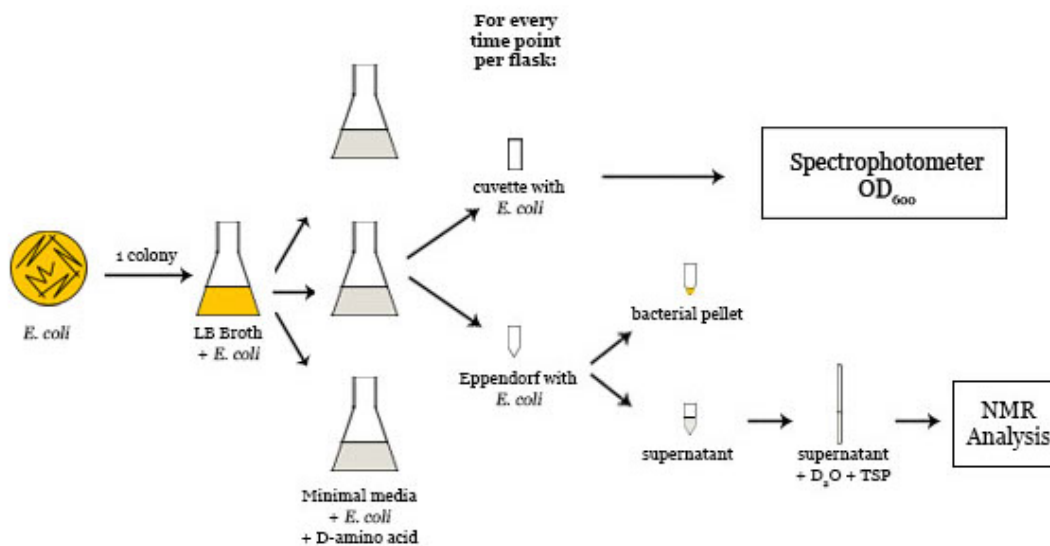 For every
time point
per flask:
cuvette with
E. coli
Spectrophotometer
OD₆₀₀
1 colony
E. coli
LB Broth
+ E. coli
Minimal media
+ E. coli
+ D-amino acid
Eppendorf with
E. coli
bacterial pellet
supernatant
supernatant
+ D₂O + TSP
NMR
Analysis